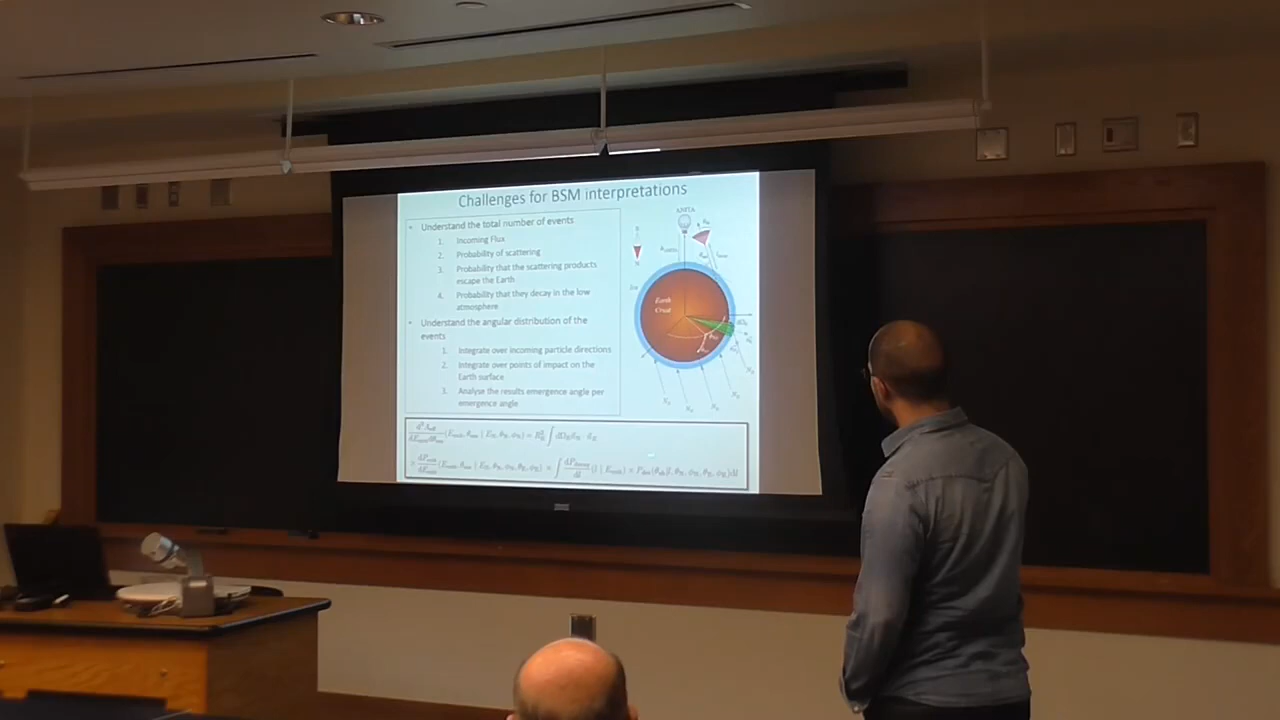 Challenges for BSM interpretations
• Understand the total number of events
1. Incoming Flux
2. Probability of scattering
3. Probability that the scattering products
escape the Earth
4. Probability that they decay in the low
atmosphere
• Understand the angular distribution of the
events
1. Integrate over incoming particle directions
2. Integrate over points of impact on the
Earth surface
3. Analyse the results emergence angle per
emergence angle
ANITA
Ice
Earth
Crust